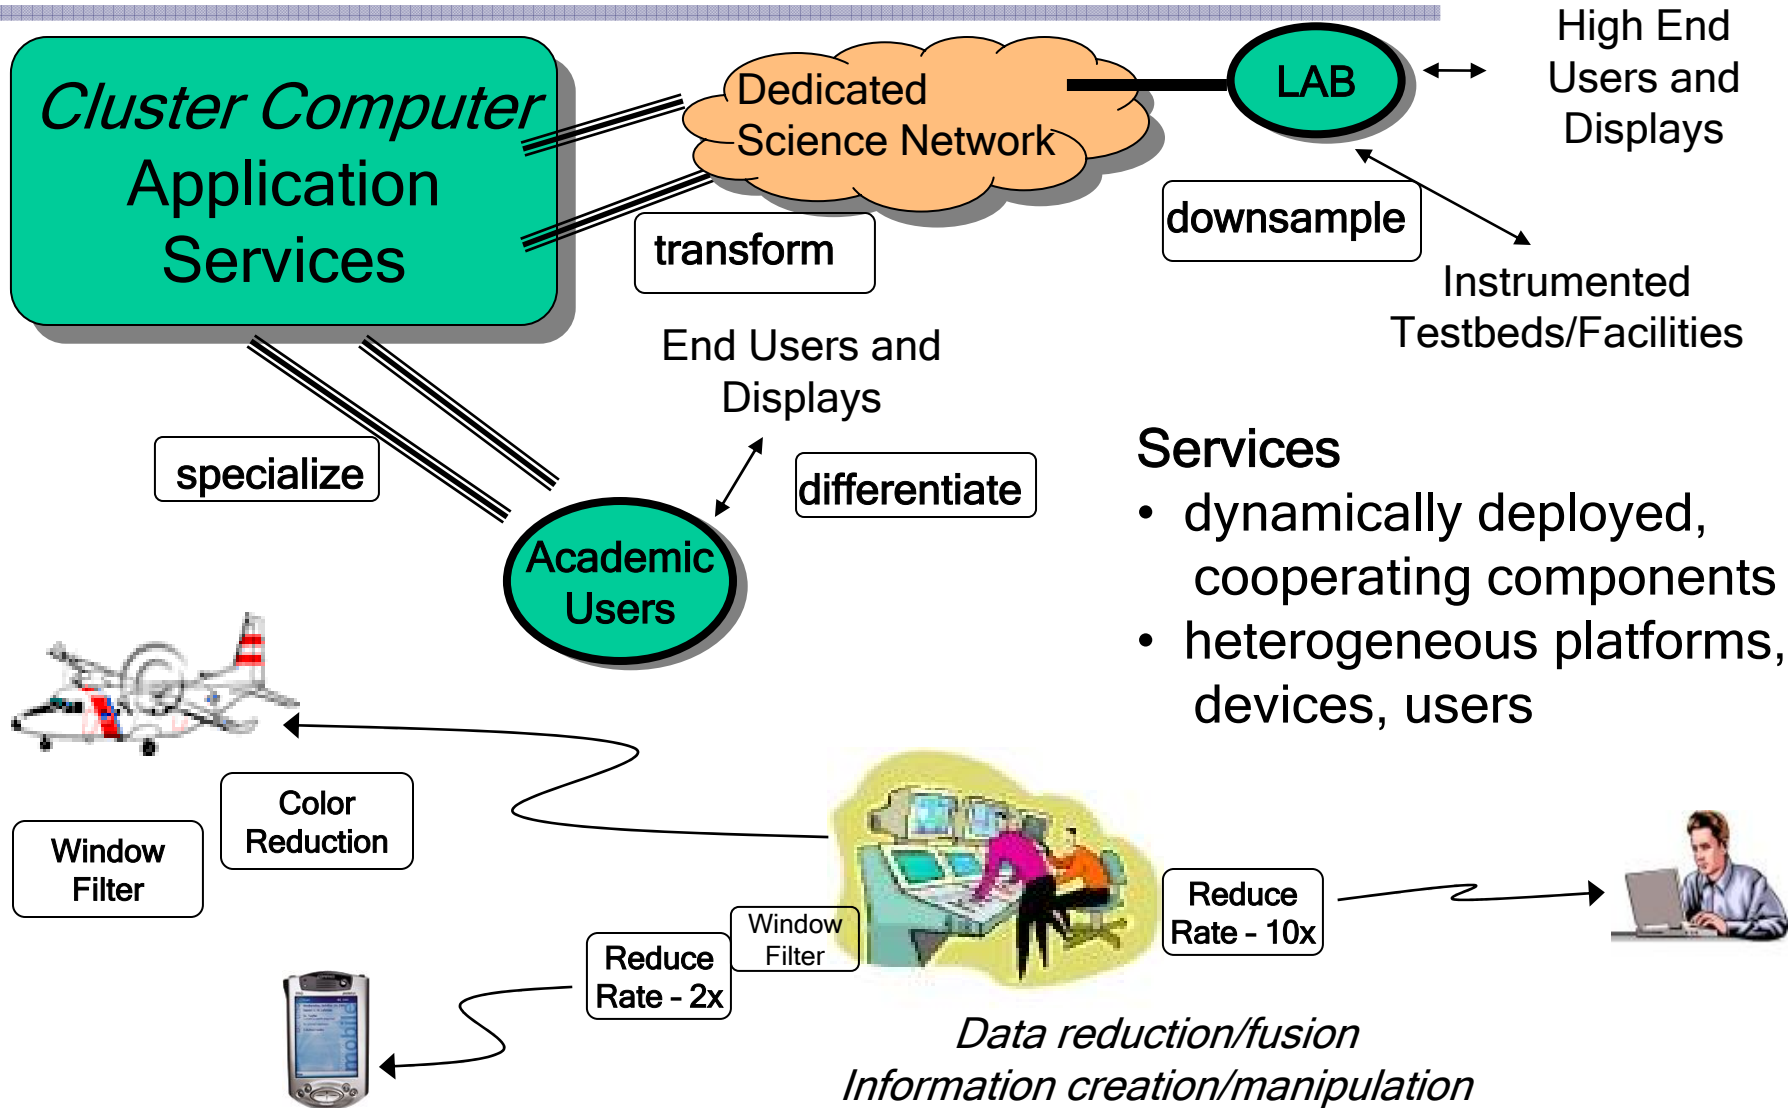 Cluster Computer
Application
Services
Dedicated
Science Network
LAB
High End
Users and
Displays
transform
downsample
Instrumented
Testbeds/Facilities
End Users and
Displays
specialize
differentiate
Academic
Users
Services
• dynamically deployed,
cooperating components
• heterogeneous platforms,
devices, users
Color
Reduction
Window
Filter
Window
Filter
Reduce
Rate - 2x
Reduce
Rate - 10x
mobile
Data reduction/fusion
Information creation/manipulation